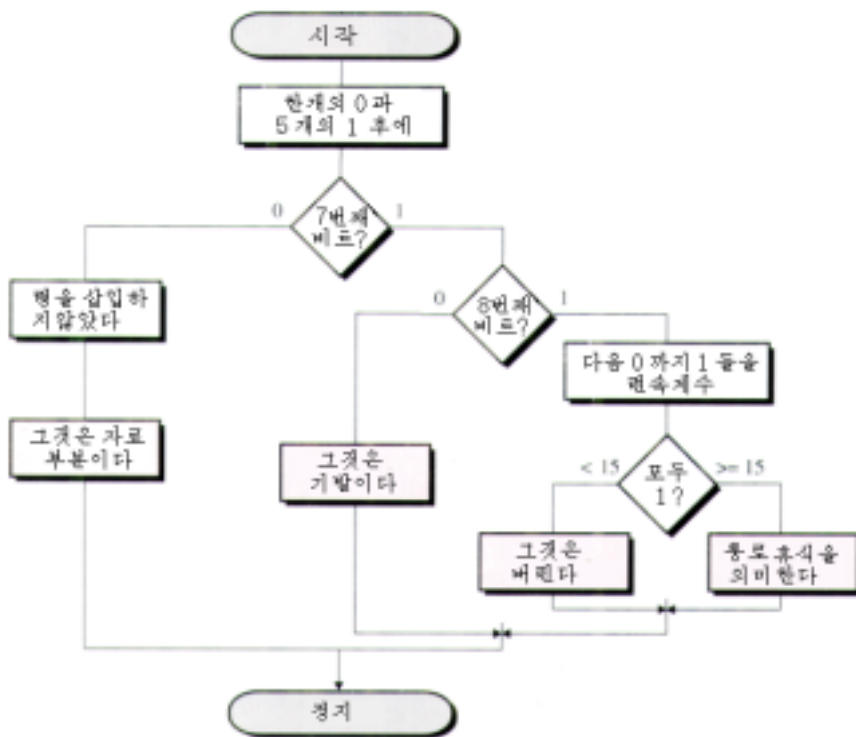 시작
한개의 0과
5개의 1 후에
0
1
7번째
비트?
령을 삽입하
지않았다
0
1
8번째
비트?
다음 0까지 1들을
련속계수
그것은 자료
부분이다
그것은
기발이다
< 15
>= 15
모두
1?
그것은
버린다
통로휴식을
의미한다
정지